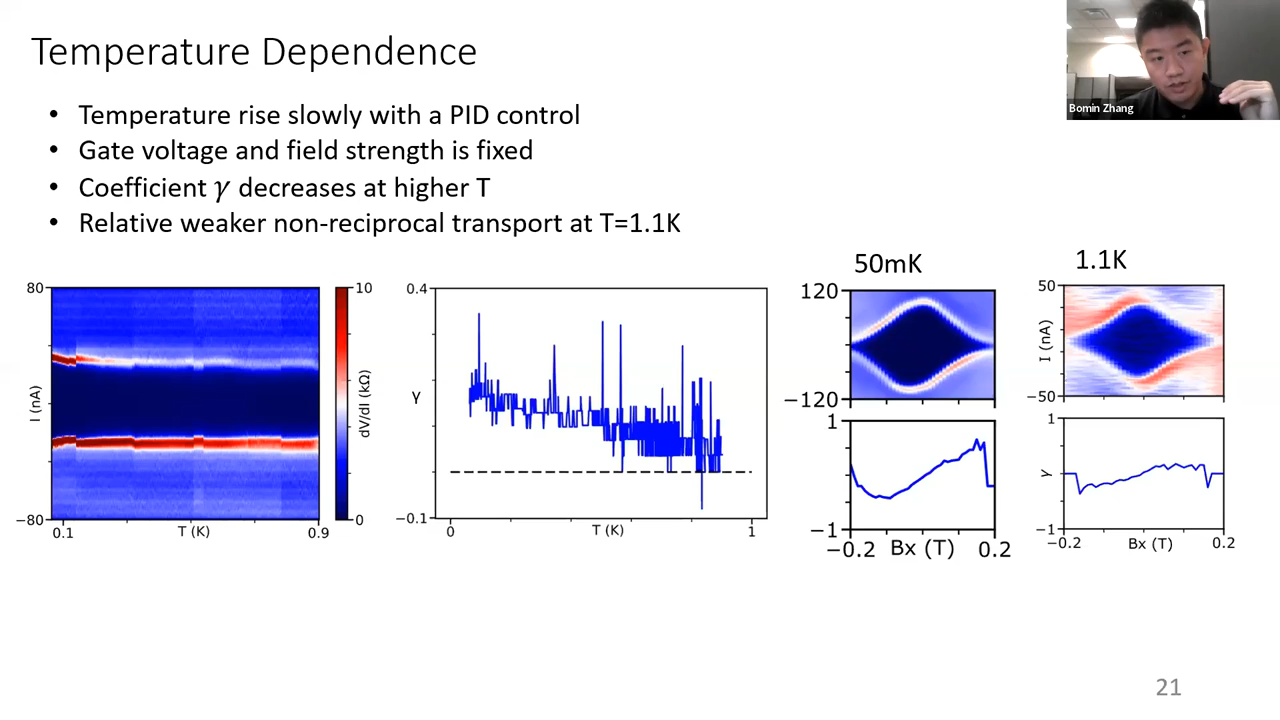 Temperature Dependence
Bomin Zhang
• Temperature rise slowly with a PID control
• Gate voltage and field strength is fixed
• Coefficient γ decreases at higher T
• Relative weaker non-reciprocal transport at T=1.1K
80
−80
I (nA)
0.1
T (K)
0.9
10
0
dV/dI (kΩ)
0.4
γ
−0.1
0
T (K)
1
50mK
120
−120
1
−1
−0.2
Bx (T)
0.2
1.1K
50
I (nA)
−50
1
γ
−1
−0.2
Bx (T)
0.2
21